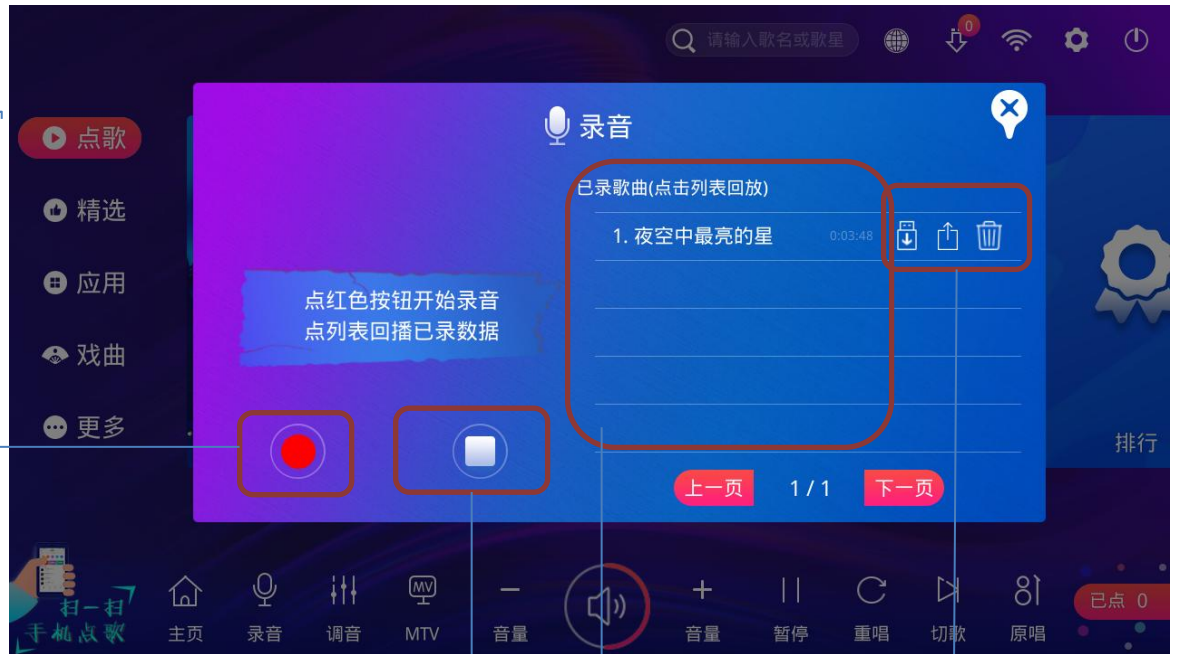 请输入歌名或歌星
0
录音
点歌
已录歌曲(点击列表回放)
精选
1. 夜空中最亮的星 0:03:48
应用
点红色按钮开始录音
点列表回播已录数据
戏曲
更多
排行
上一页 1 / 1 下一页
扫一扫
手机点歌
MV
主页 录音 调音 MTV 音量 音量 暂停 重唱 切歌 原唱
已点 0